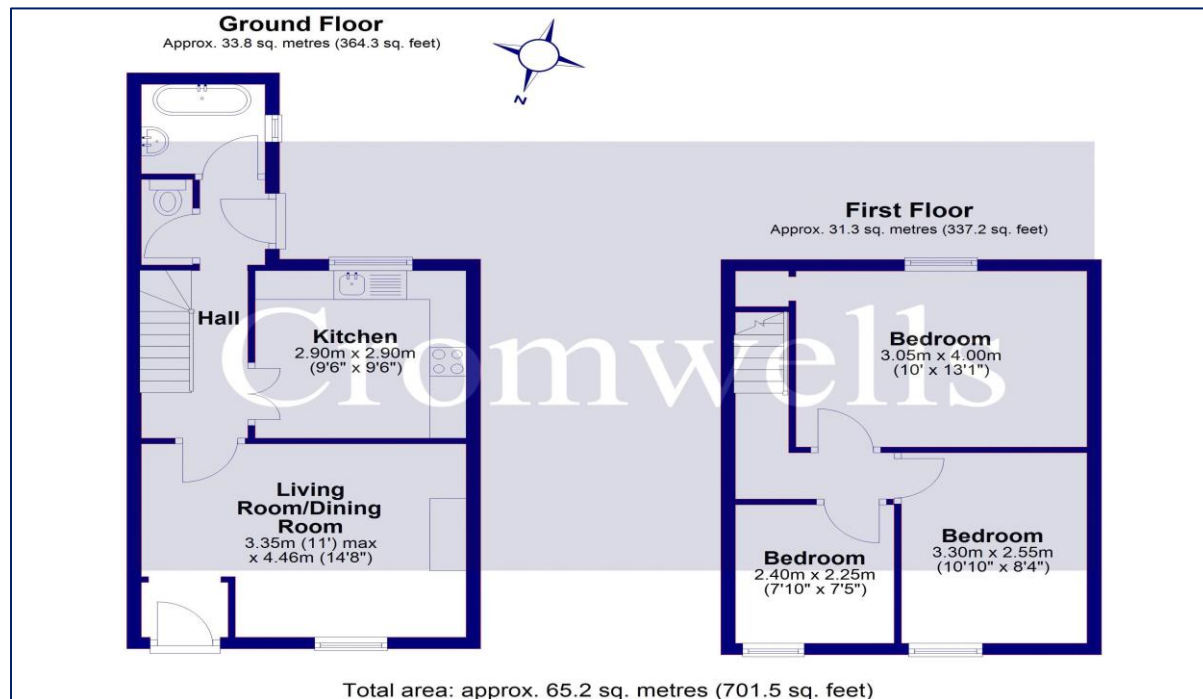 Ground Floor
Approx. 33.8 sq. metres (364.3 sq. feet)
N
First Floor
Approx. 31.3 sq. metres (337.2 sq. feet)
Hall
Kitchen
2.90m x 2.90m
(9'6" x 9'6")
Bedroom
3.05m x 4.00m
(10' x 13'1")
Cromwells
Living
Room/Dining
Room
3.35m (11') max
x 4.46m (14'8")
Bedroom
2.40m x 2.25m
(7'10" x 7'5")
Bedroom
3.30m x 2.55m
(10'10" x 8'4")
Total area: approx. 65.2 sq. metres (701.5 sq. feet)